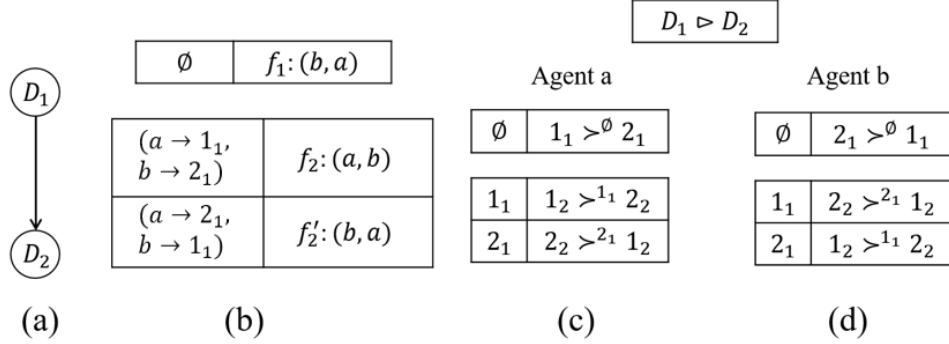 D₁ ⊳ D₂
D₁
D₂
∅ f₁: (b, a)
(a → 1₁, b → 2₁) f₂: (a, b)
(a → 2₁, b → 1₁) f₂′: (b, a)
Agent a
∅ 1₁ ≻^∅ 2₁
1₁ 1₂ ≻^{1₁} 2₂
2₁ 2₂ ≻^{2₁} 1₂
Agent b
∅ 2₁ ≻^∅ 1₁
1₁ 2₂ ≻^{2₁} 1₂
2₁ 1₂ ≻^{1₁} 2₂
(a) (b) (c) (d)